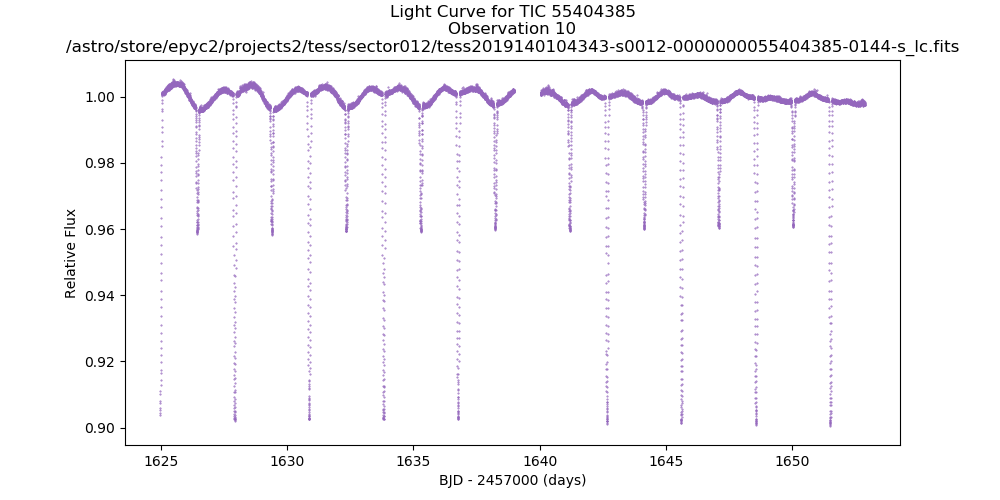 Light Curve for TIC 55404385
Observation 10
/astro/store/epyc2/projects2/tess/sector012/tess2019140104343-s0012-0000000055404385-0144-s_lc.fits
1.00
0.98
0.96
0.94
0.92
0.90
Relative Flux
1625
1630
1635
1640
1645
1650
BJD - 2457000 (days)